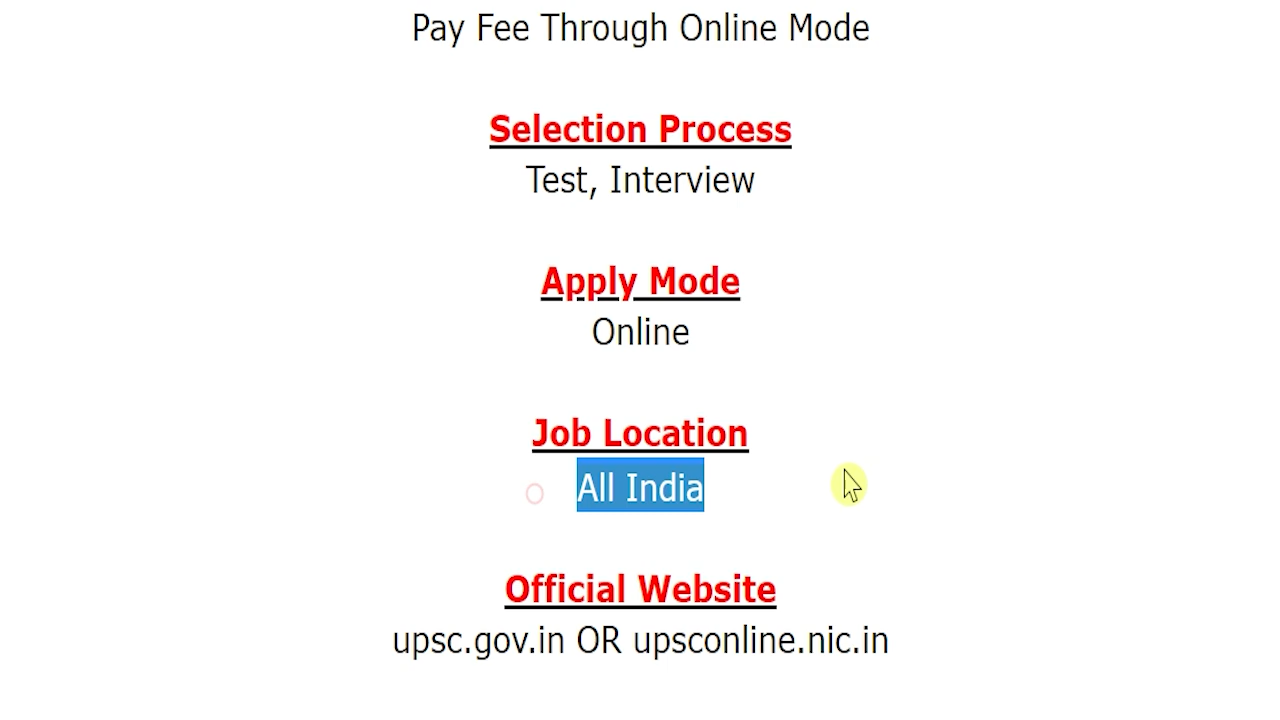 Pay Fee Through Online Mode
Selection Process
Test, Interview
Apply Mode
Online
Job Location
All India
Official Website
upsc.gov.in OR upsconline.nic.in